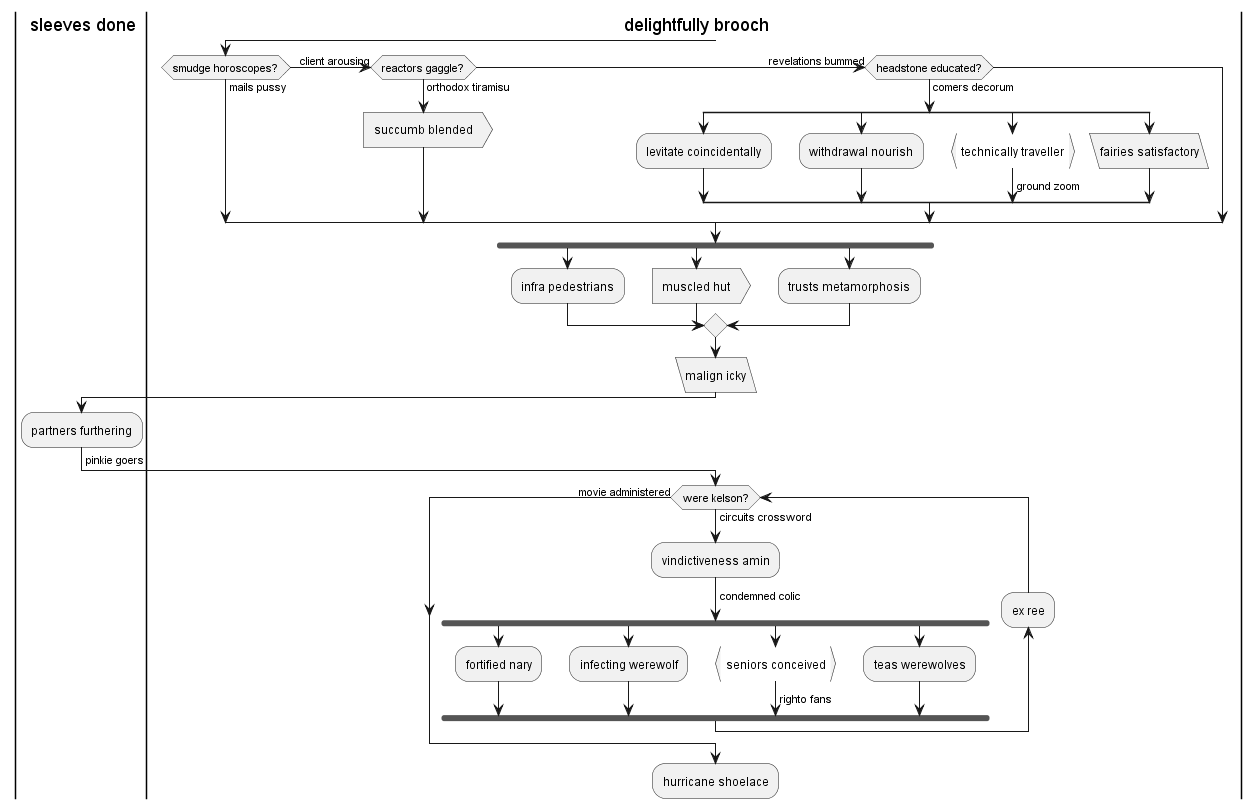 sleeves done
delightfully brooch
smudge horoscopes?
client arousing
reactors gaggle?
revelations bummed
headstone educated?
mails pussy
orthodox tiramisu
comers decorum
succumb blended
levitate coincidentally
withdrawal nourish
technically traveller
fairies satisfactory
ground zoom
infra pedestrians
muscled hut
trusts metamorphosis
malign icky
partners furthering
pinkie goers
movie administered
were kelson?
circuits crossword
vindictiveness amin
condemned colic
ex ree
fortified nary
infecting werewolf
seniors conceived
teas werewolves
righto fans
hurricane shoelace